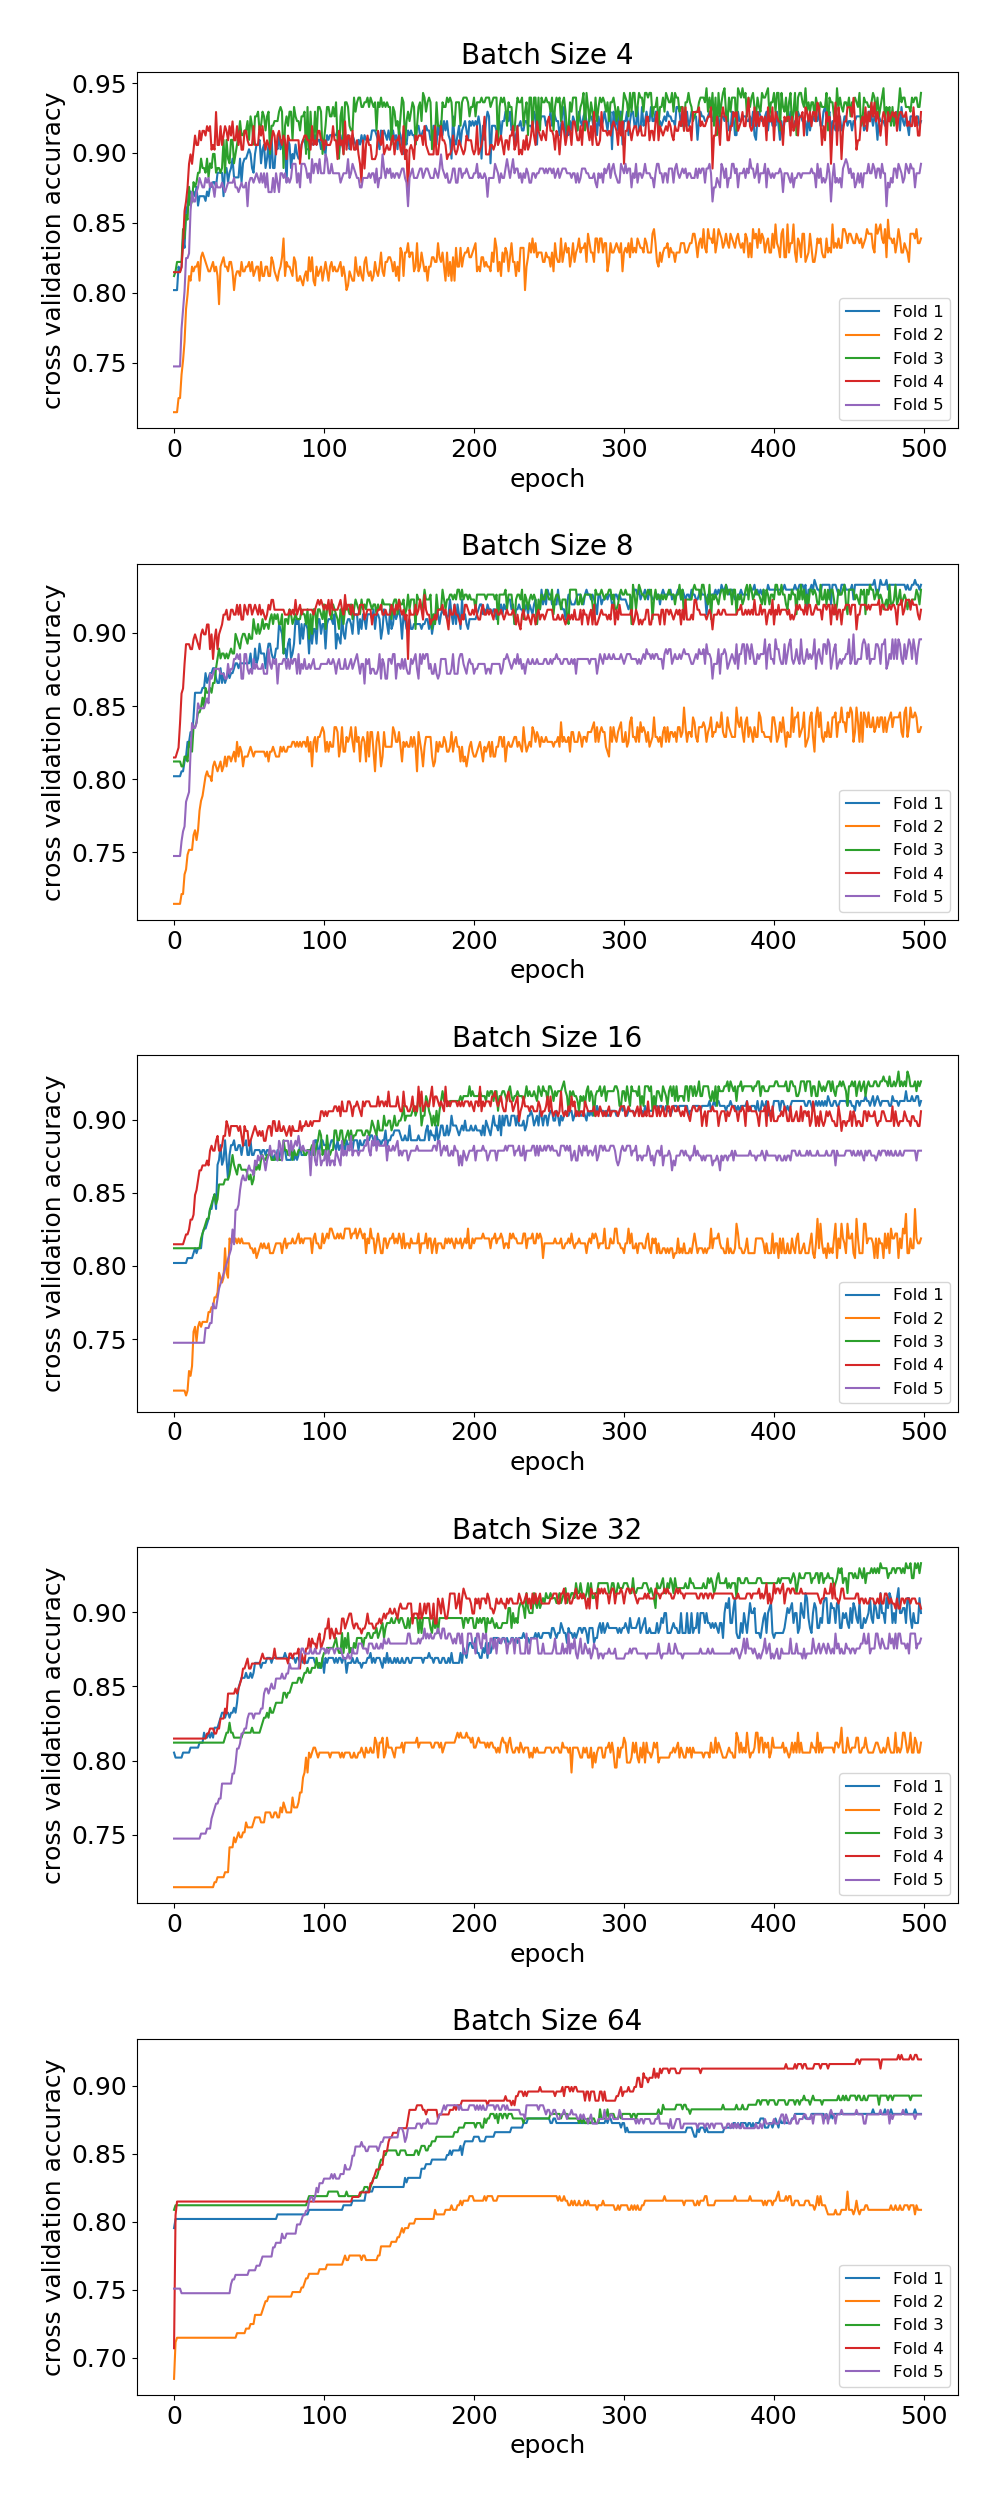 Batch Size 4
cross validation accuracy
0.95
0.90
0.85
0.80
0.75
0 100 200 300 400 500
epoch
Fold 1
Fold 2
Fold 3
Fold 4
Fold 5
Batch Size 8
cross validation accuracy
0.90
0.85
0.80
0.75
0 100 200 300 400 500
epoch
Fold 1
Fold 2
Fold 3
Fold 4
Fold 5
Batch Size 16
cross validation accuracy
0.90
0.85
0.80
0.75
0 100 200 300 400 500
epoch
Fold 1
Fold 2
Fold 3
Fold 4
Fold 5
Batch Size 32
cross validation accuracy
0.90
0.85
0.80
0.75
0 100 200 300 400 500
epoch
Fold 1
Fold 2
Fold 3
Fold 4
Fold 5
Batch Size 64
cross validation accuracy
0.90
0.85
0.80
0.75
0.70
0 100 200 300 400 500
epoch
Fold 1
Fold 2
Fold 3
Fold 4
Fold 5